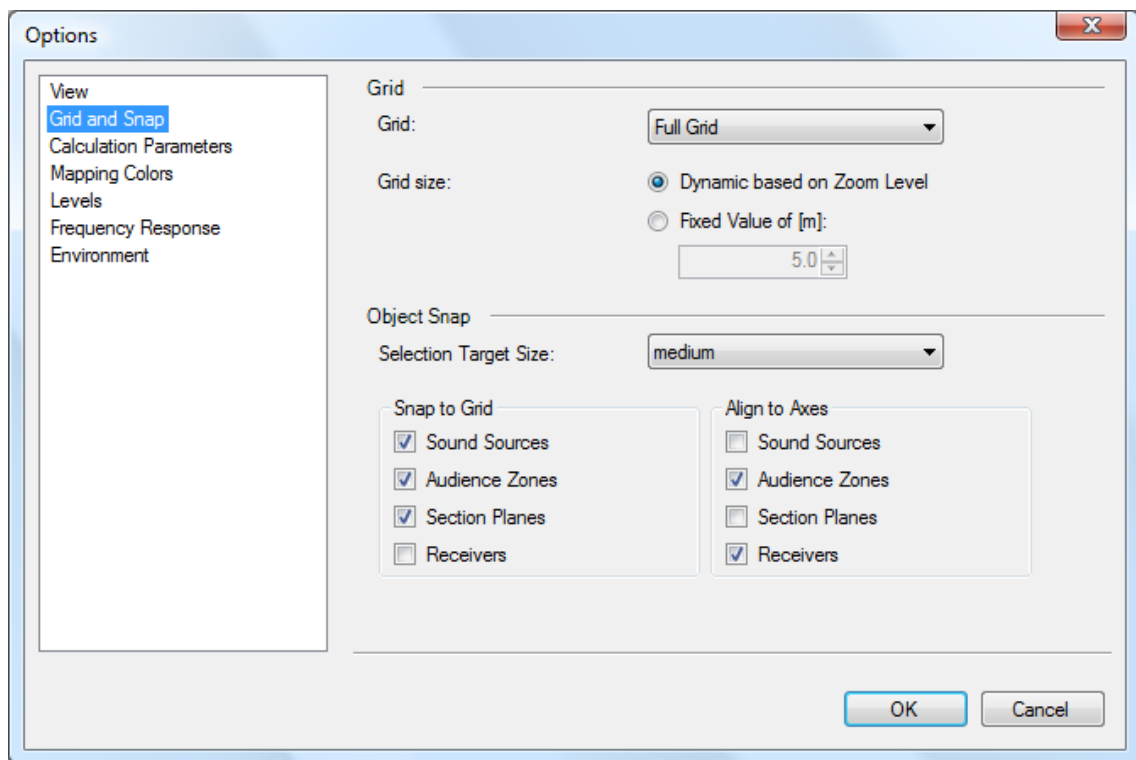 Options
View
Grid and Snap
Calculation Parameters
Mapping Colors
Levels
Frequency Response
Environment
Grid
Grid: Full Grid
Grid size: Dynamic based on Zoom Level
Fixed Value of [m]:
5.0
Object Snap
Selection Target Size: medium
Snap to Grid
Sound Sources
Audience Zones
Section Planes
Receivers
Align to Axes
Sound Sources
Audience Zones
Section Planes
Receivers
OK Cancel